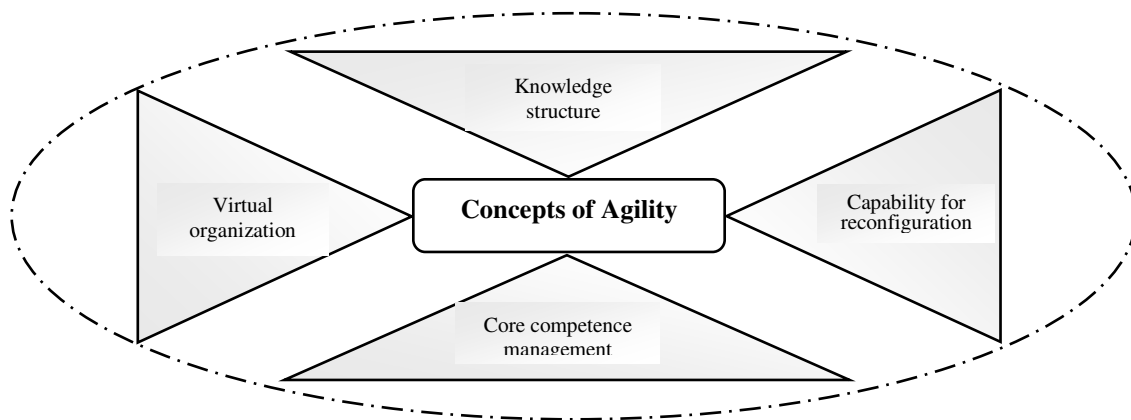 Knowledge
structure
Virtual
organization
Concepts of Agility
Capability for
reconfiguration
Core competence
management